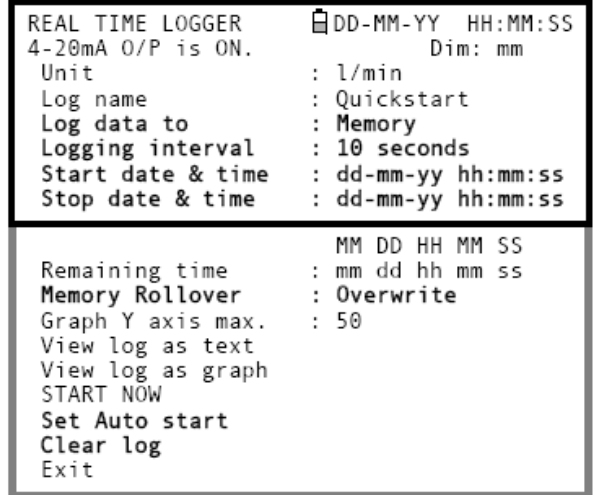 REAL TIME LOGGER DD-MM-YY HH:MM:SS
4-20mA O/P is ON. Dim: mm
Unit : l/min
Log name : Quickstart
Log data to : Memory
Logging interval : 10 seconds
Start date & time : dd-mm-yy hh:mm:ss
Stop date & time : dd-mm-yy hh:mm:ss
MM DD HH MM SS
Remaining time : mm dd hh mm ss
Memory Rollover : Overwrite
Graph Y axis max. : 50
View log as text
View log as graph
START NOW
Set Auto start
Clear log
Exit